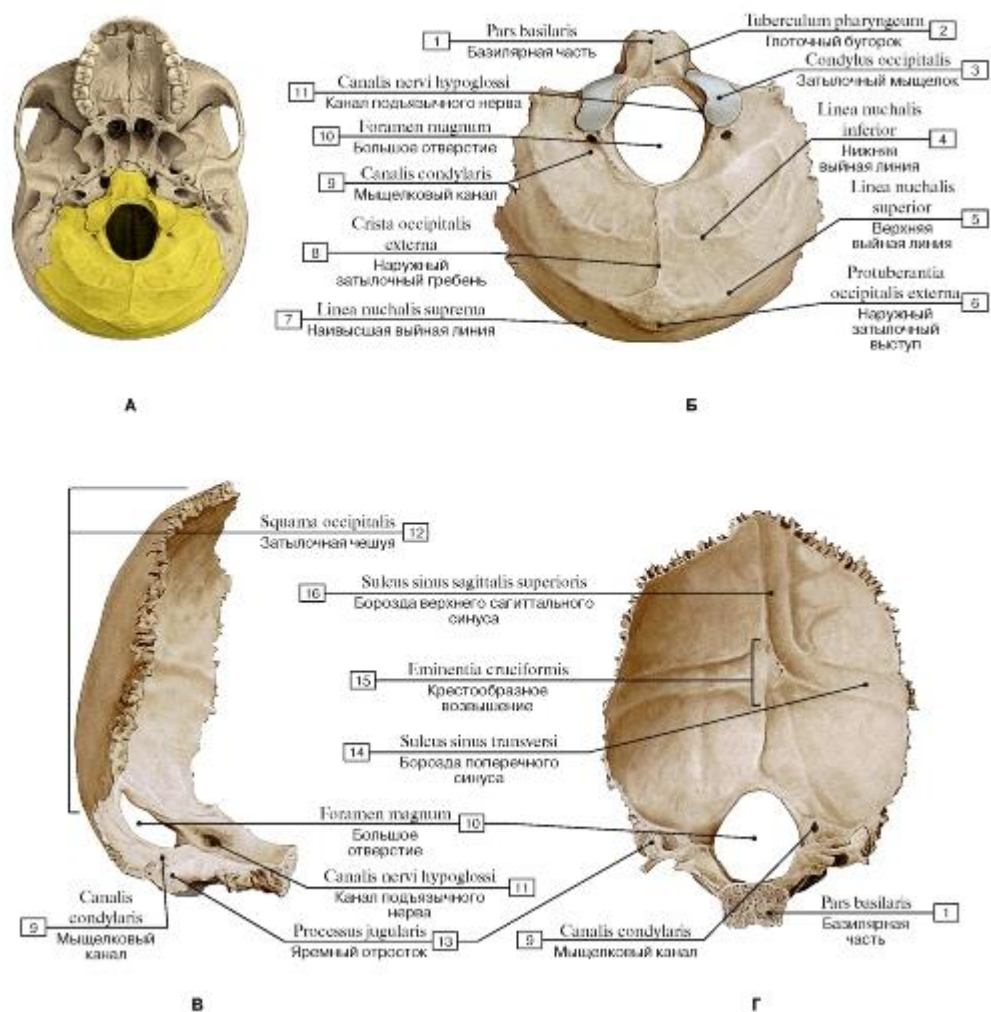 1
Pars basilaris
Базилярная часть
Tuberculum pharyngeum
Глоточный бугорок
2
Condylus occipitalis
Затылочный мыщелок
3
11
Canalis nervi hypoglossi
Канал подъязычного нерва
10
Foramen magnum
Большое отверстие
Linea nuchalis
inferior
Нижняя
выйная линия
4
9
Canalis condylaris
Мыщелковый канал
Linea nuchalis
superior
Верхняя
выйная линия
5
8
Crista occipitalis
externa
Наружный
затылочный гребень
Protuberantia
occipitalis externa
Наружный
затылочный
выступ
6
7
Linea nuchalis suprema
Наивысшая выйная линия
А
Б
Squama occipitalis
Затылочная чешуя
12
16
Sulcus sinus sagittalis superioris
Борозда верхнего сагиттального
синуса
15
Eminentia cruciformis
Крестообразное
возвышение
14
Sulcus sinus transversi
Борозда поперечного
синуса
Foramen magnum
Большое
отверстие
10
Canalis nervi hypoglossi
Канал подъязычного
нерва
11
9
Canalis
condylaris
Мыщелковый
канал
Processus jugularis
Яремный отросток
13
9
Canalis condylaris
Мыщелковый канал
Pars basilaris
Базилярная
часть
1
В
Г